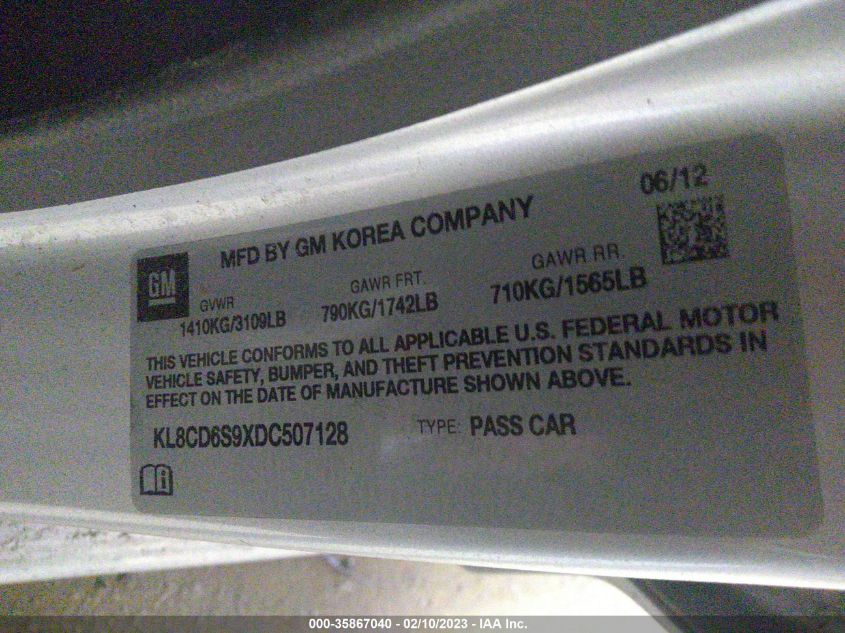 06/12
MFD BY GM KOREA COMPANY
GM
GVWR GAWR FRT. GAWR RR.
1410KG/3109LB 790KG/1742LB 710KG/1565LB
THIS VEHICLE CONFORMS TO ALL APPLICABLE U.S. FEDERAL MOTOR
VEHICLE SAFETY, BUMPER, AND THEFT PREVENTION STANDARDS IN
EFFECT ON THE DATE OF MANUFACTURE SHOWN ABOVE.
KL8CD6S9XDC507128 TYPE: PASS CAR
000-35867040 - 02/10/2023 - IAA Inc.